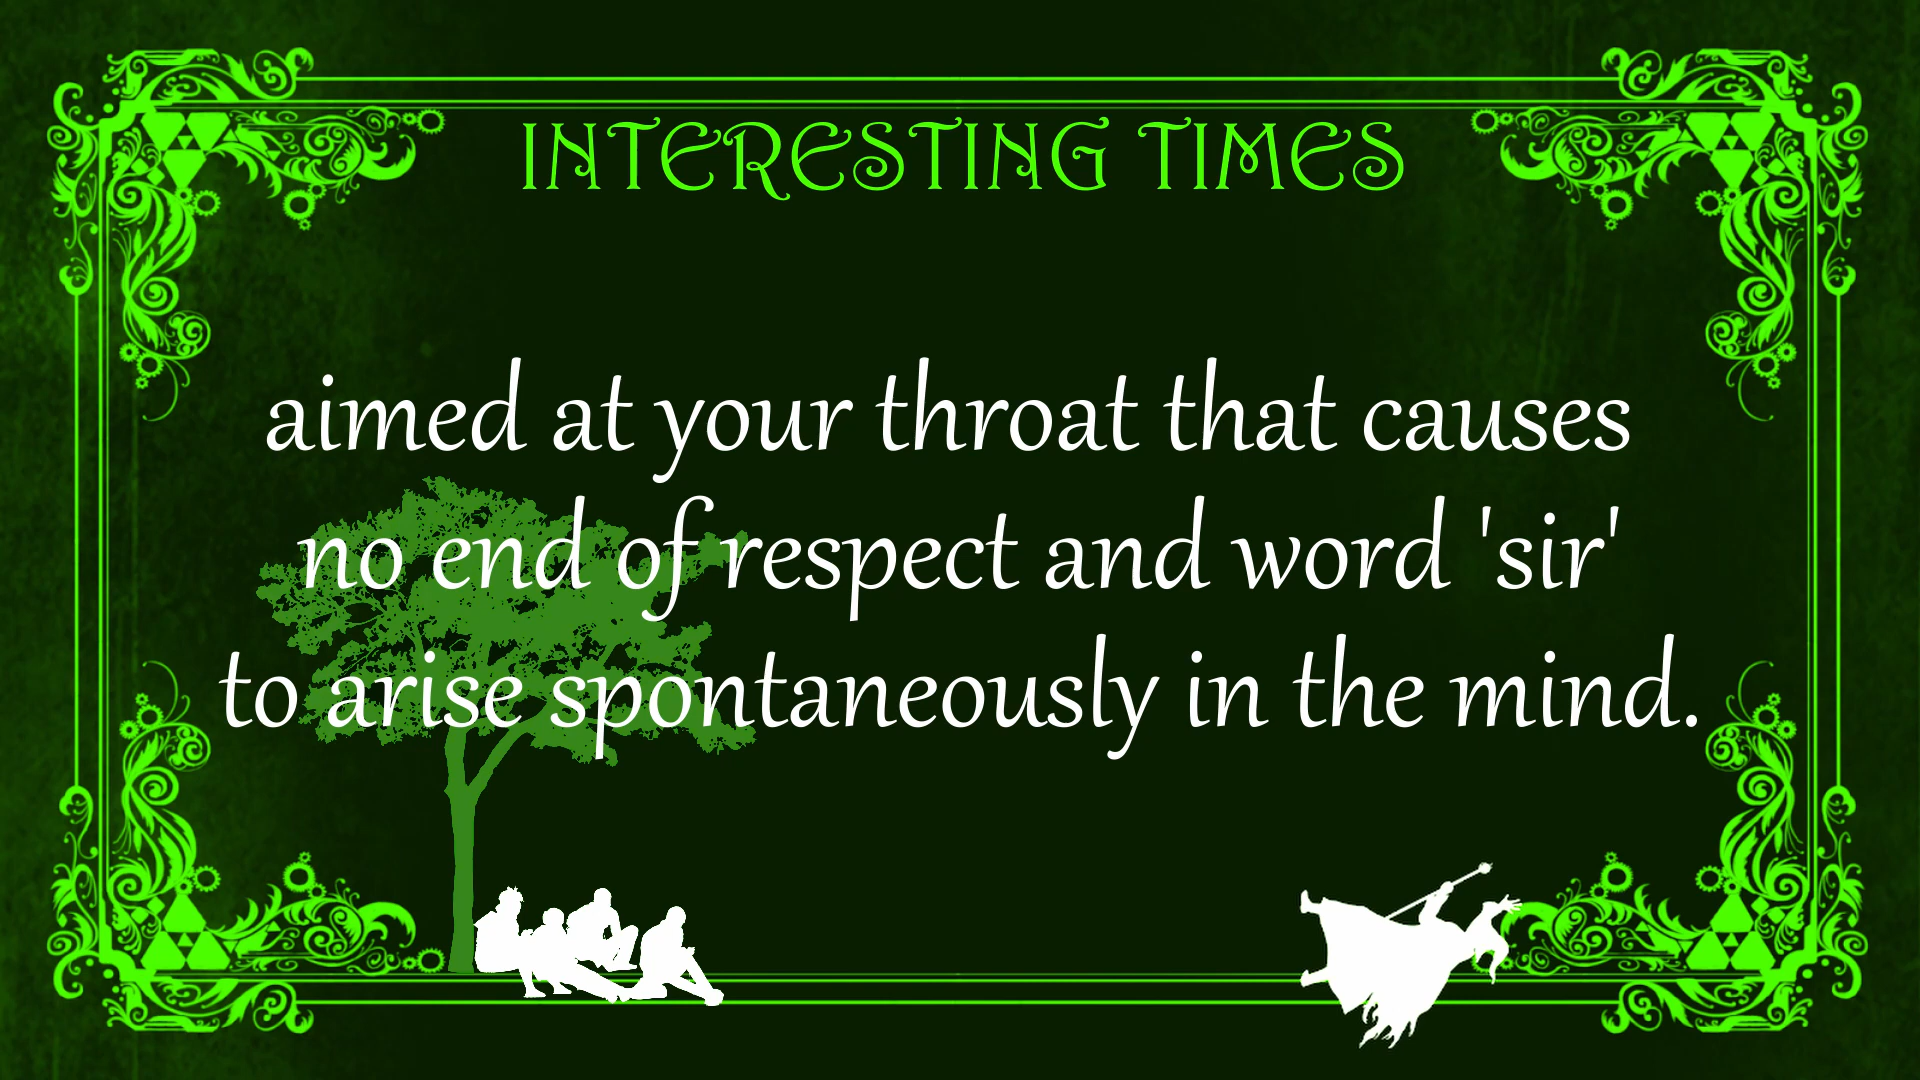 INTERESTING TIMES
aimed at your throat that causes
no end of respect and word 'sir'
to arise spontaneously in the mind.